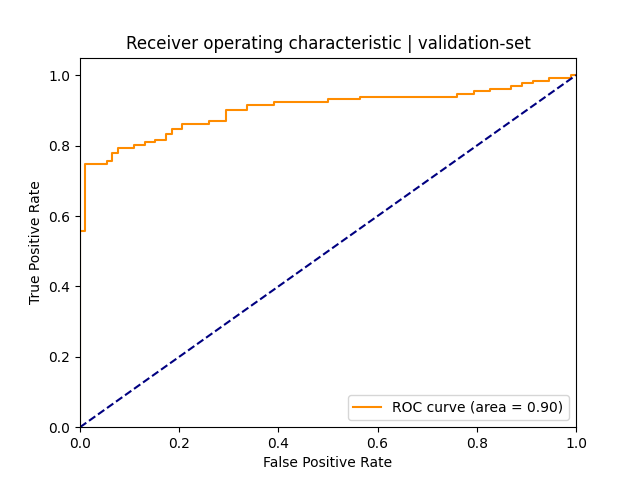 Receiver operating characteristic | validation-set
1.0
0.8
0.6
0.4
0.2
0.0
True Positive Rate
ROC curve (area = 0.90)
0.0 0.2 0.4 0.6 0.8 1.0
False Positive Rate